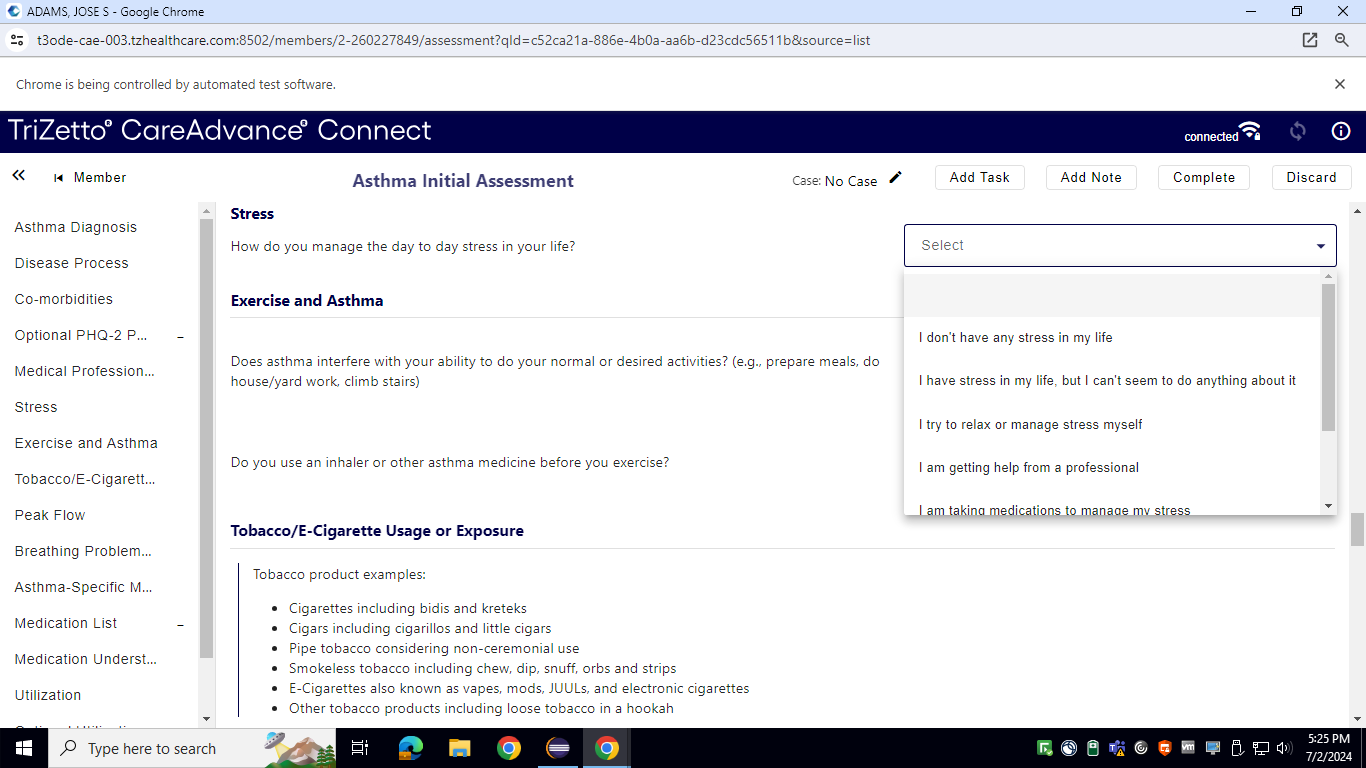 ADAMS, JOSE S - Google Chrome
t3ode-cae-003.tzhealthcare.com:8502/members/2-260227849/assessment?qId=c52ca21a-886e-4b0a-aa6b-d23cdc56511b&source=list
Chrome is being controlled by automated test software.
TriZetto® CareAdvance® Connect
connected
Member
Asthma Initial Assessment
Case: No Case
Add Task
Add Note
Complete
Discard
Asthma Diagnosis
Disease Process
Co-morbidities
Optional PHQ-2 P...
Medical Profession...
Stress
Exercise and Asthma
Tobacco/E-Cigarett...
Peak Flow
Breathing Problem...
Asthma-Specific M...
Medication List
Medication Underst...
Utilization
Stress
How do you manage the day to day stress in your life?
Select
I don't have any stress in my life
I have stress in my life, but I can't seem to do anything about it
I try to relax or manage stress myself
I am getting help from a professional
I am taking medications to manage my stress
Exercise and Asthma
Does asthma interfere with your ability to do your normal or desired activities? (e.g., prepare meals, do
house/yard work, climb stairs)
Do you use an inhaler or other asthma medicine before you exercise?
Tobacco/E-Cigarette Usage or Exposure
Tobacco product examples:
• Cigarettes including bidis and kreteks
• Cigars including cigarillos and little cigars
• Pipe tobacco considering non-ceremonial use
• Smokeless tobacco including chew, dip, snuff, orbs and strips
• E-Cigarettes also known as vapes, mods, JUULs, and electronic cigarettes
• Other tobacco products including loose tobacco in a hookah
Type here to search
5:25 PM
7/2/2024